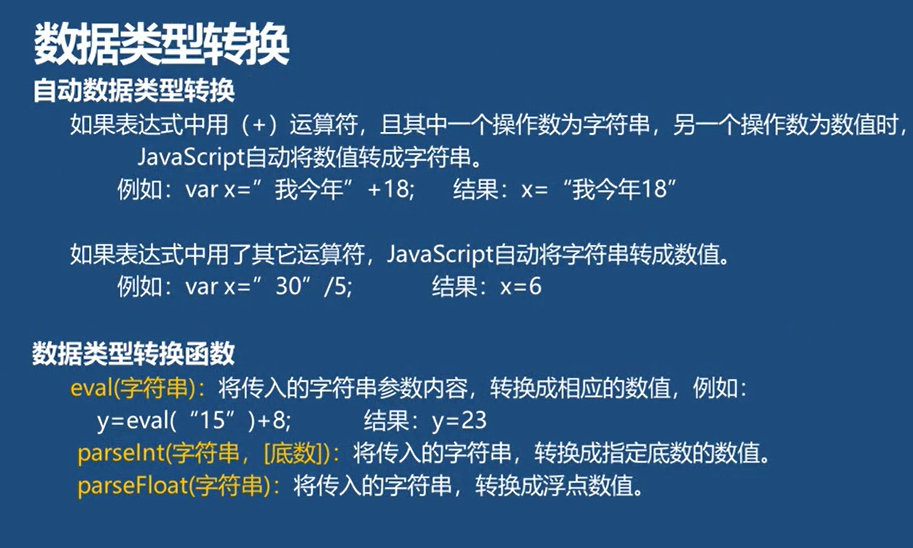 数据类型转换
自动数据类型转换
如果表达式中用（+）运算符，且其中一个操作数为字符串，另一个操作数为数值时，
JavaScript自动将数值转成字符串。
例如：var x=”我今年”+18; 结果：x=“我今年18”
如果表达式中用了其它运算符，JavaScript自动将字符串转成数值。
例如：var x=”30”/5; 结果：x=6
数据类型转换函数
eval(字符串)：将传入的字符串参数内容，转换成相应的数值，例如：
y=eval(“15”)+8; 结果：y=23
parseInt(字符串，[底数])：将传入的字符串，转换成指定底数的数值。
parseFloat(字符串)：将传入的字符串，转换成浮点数值。